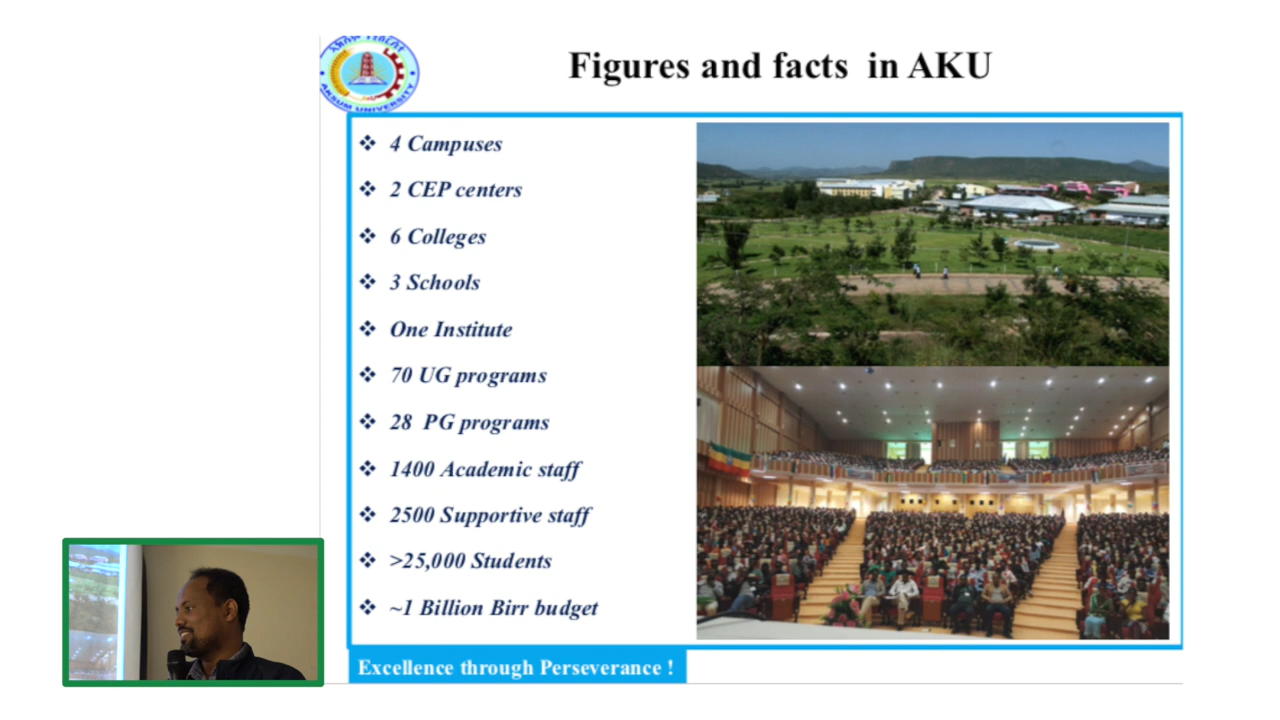 Figures and facts in AKU
AKSUM UNIVERSITY
❖ 4 Campuses
❖ 2 CEP centers
❖ 6 Colleges
❖ 3 Schools
❖ One Institute
❖ 70 UG programs
❖ 28 PG programs
❖ 1400 Academic staff
❖ 2500 Supportive staff
❖ >25,000 Students
❖ ~1 Billion Birr budget
Excellence through Perseverance !